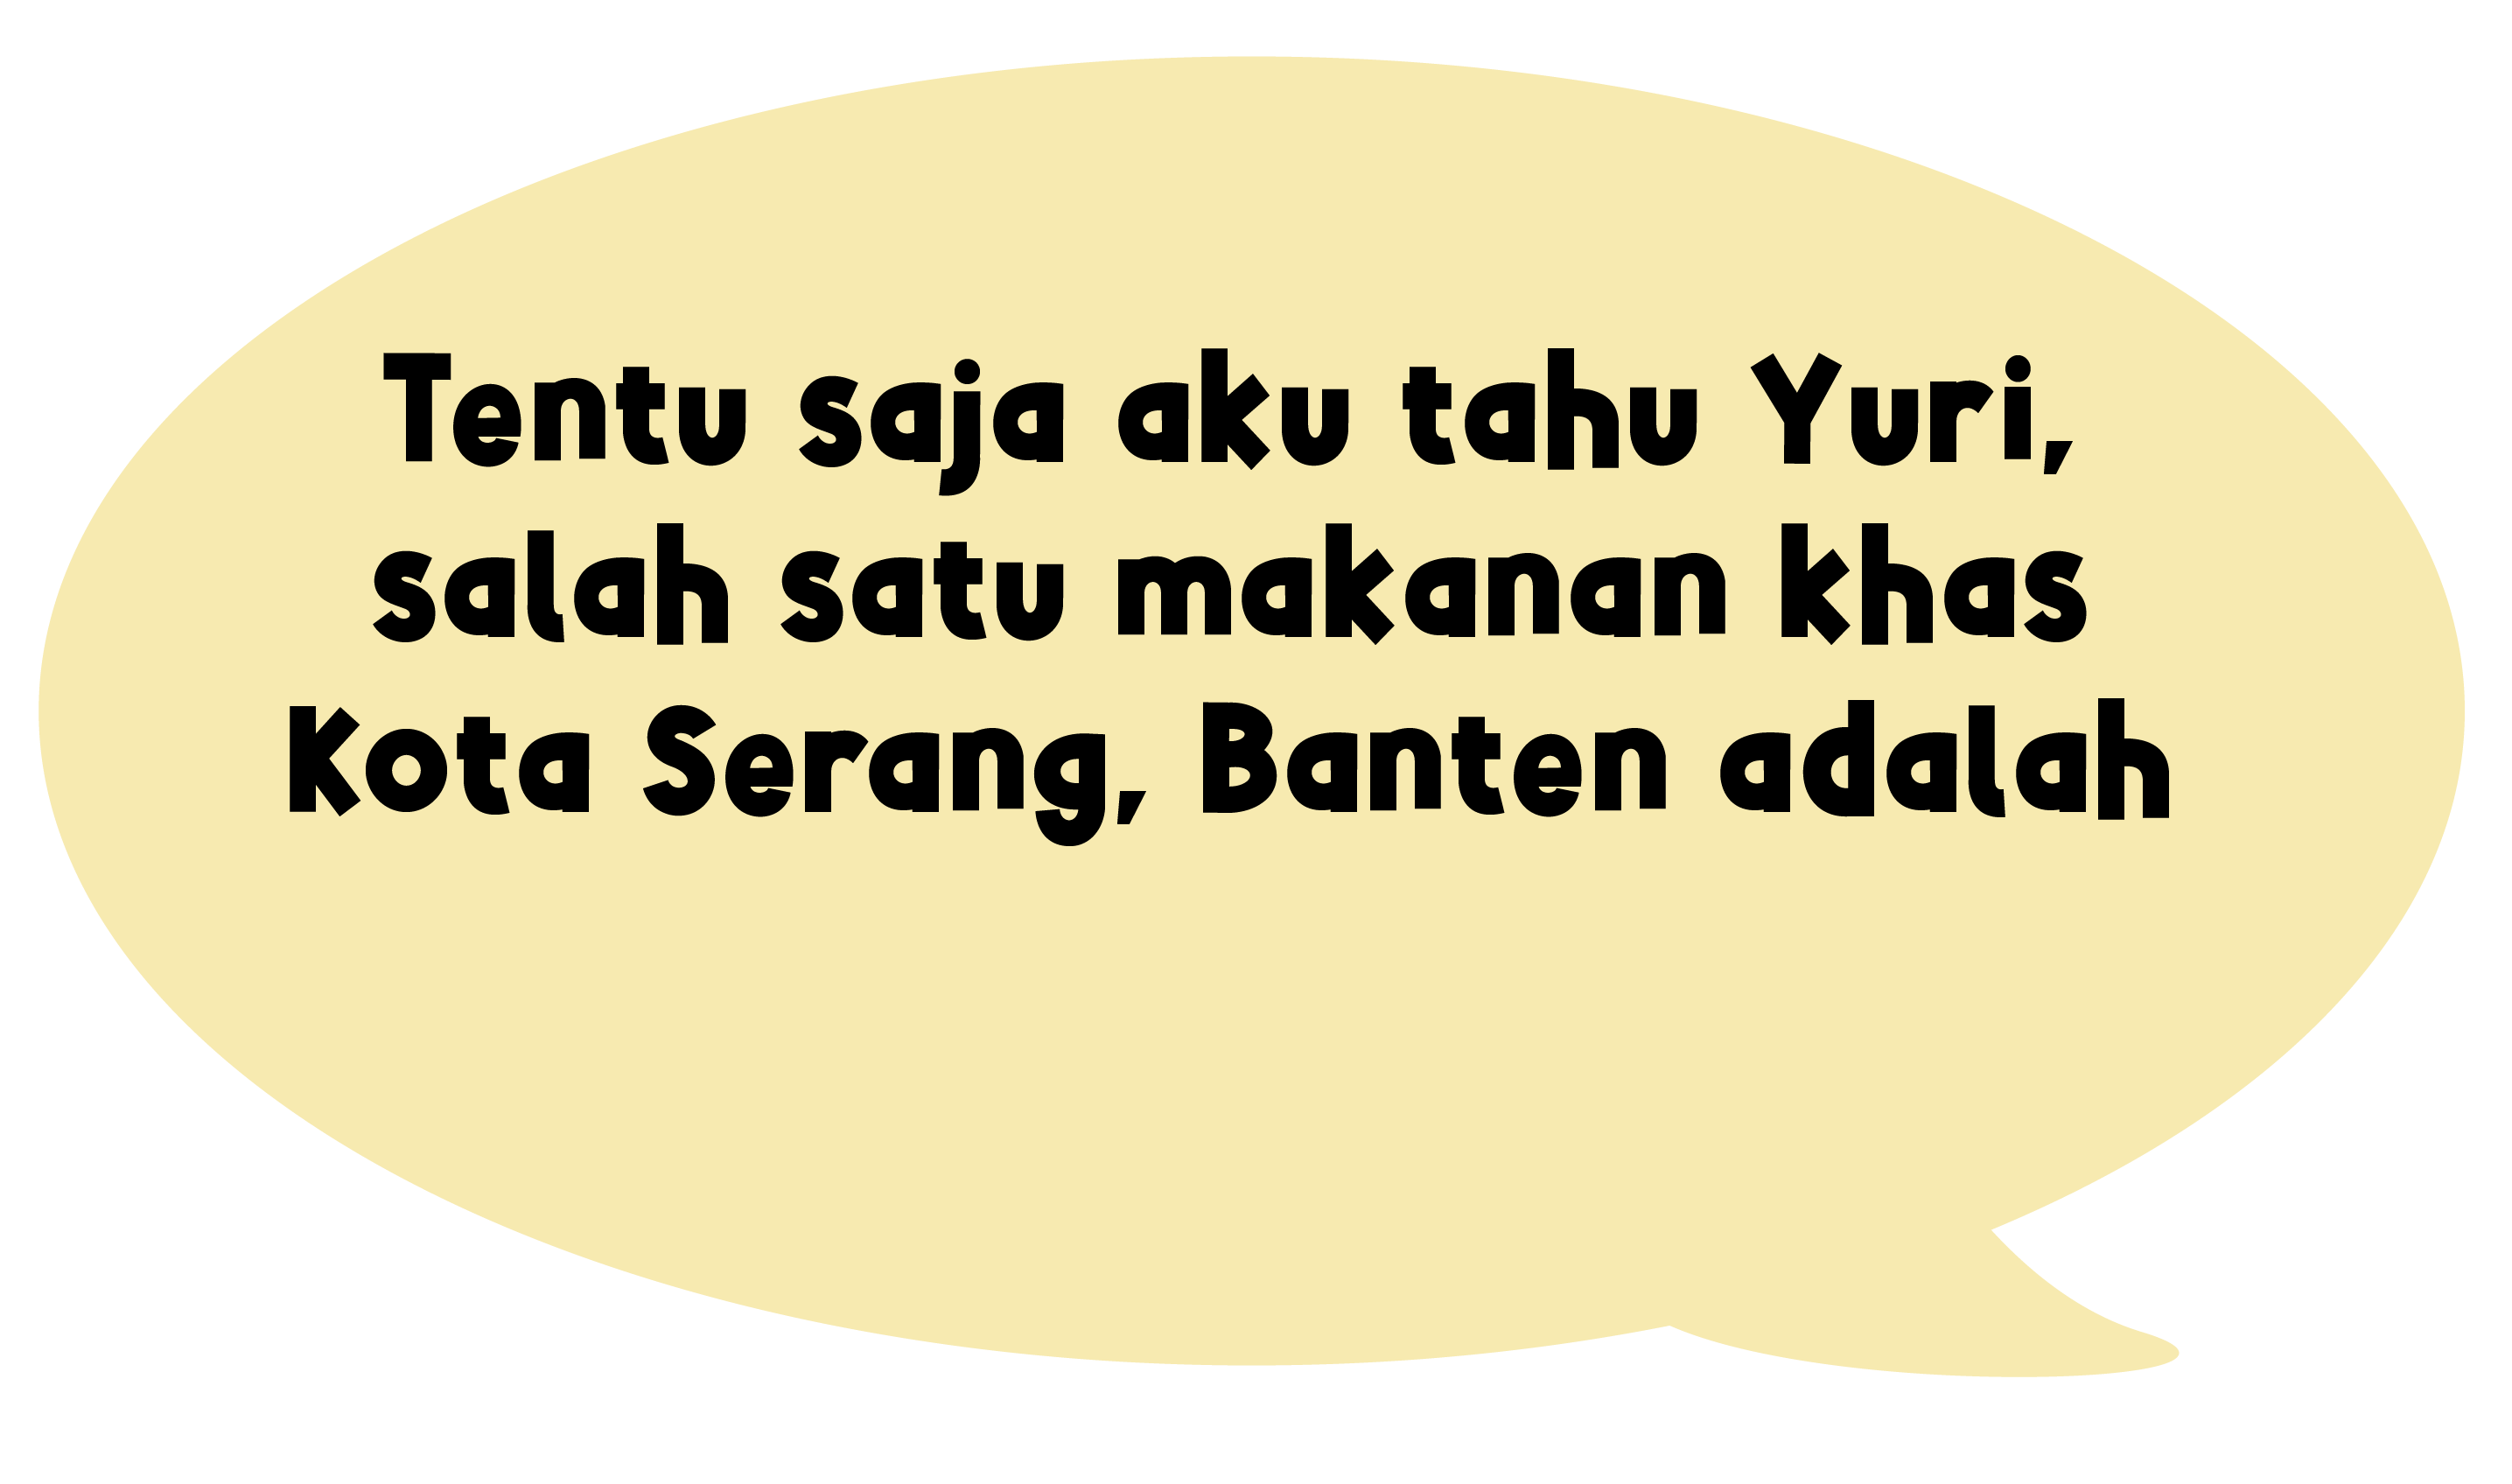 Tentu saja aku tahu Yuri,
salah satu makanan khas
Kota Serang, Banten adalah